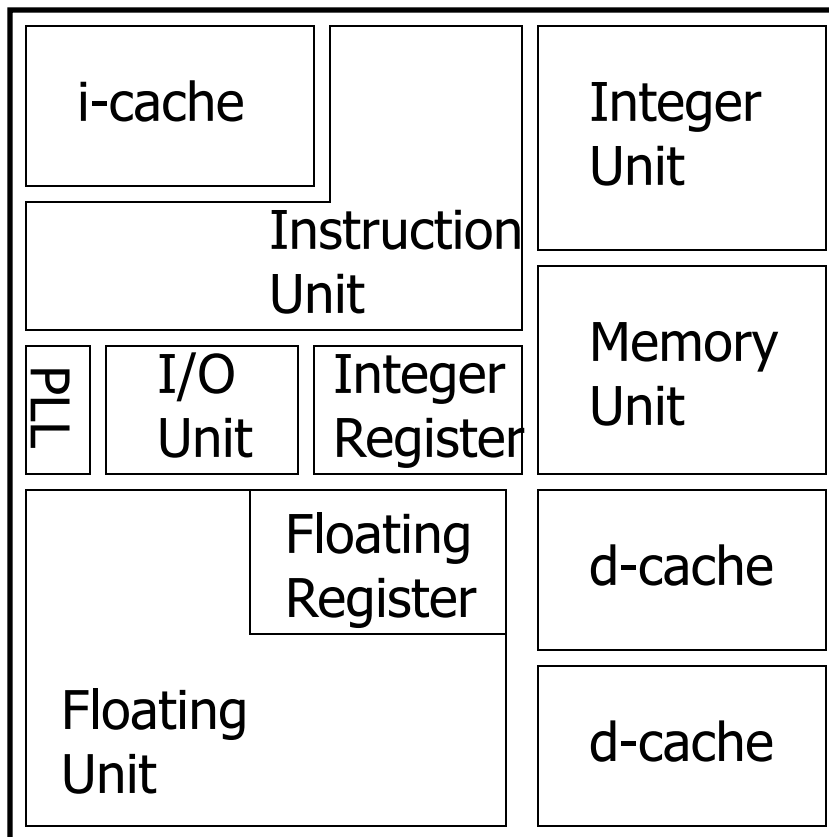 i-cache
Integer
Unit
Instruction
Unit
Memory
Unit
PLL
I/O
Unit
Integer
Register
Floating
Register
d-cache
Floating
Unit
d-cache